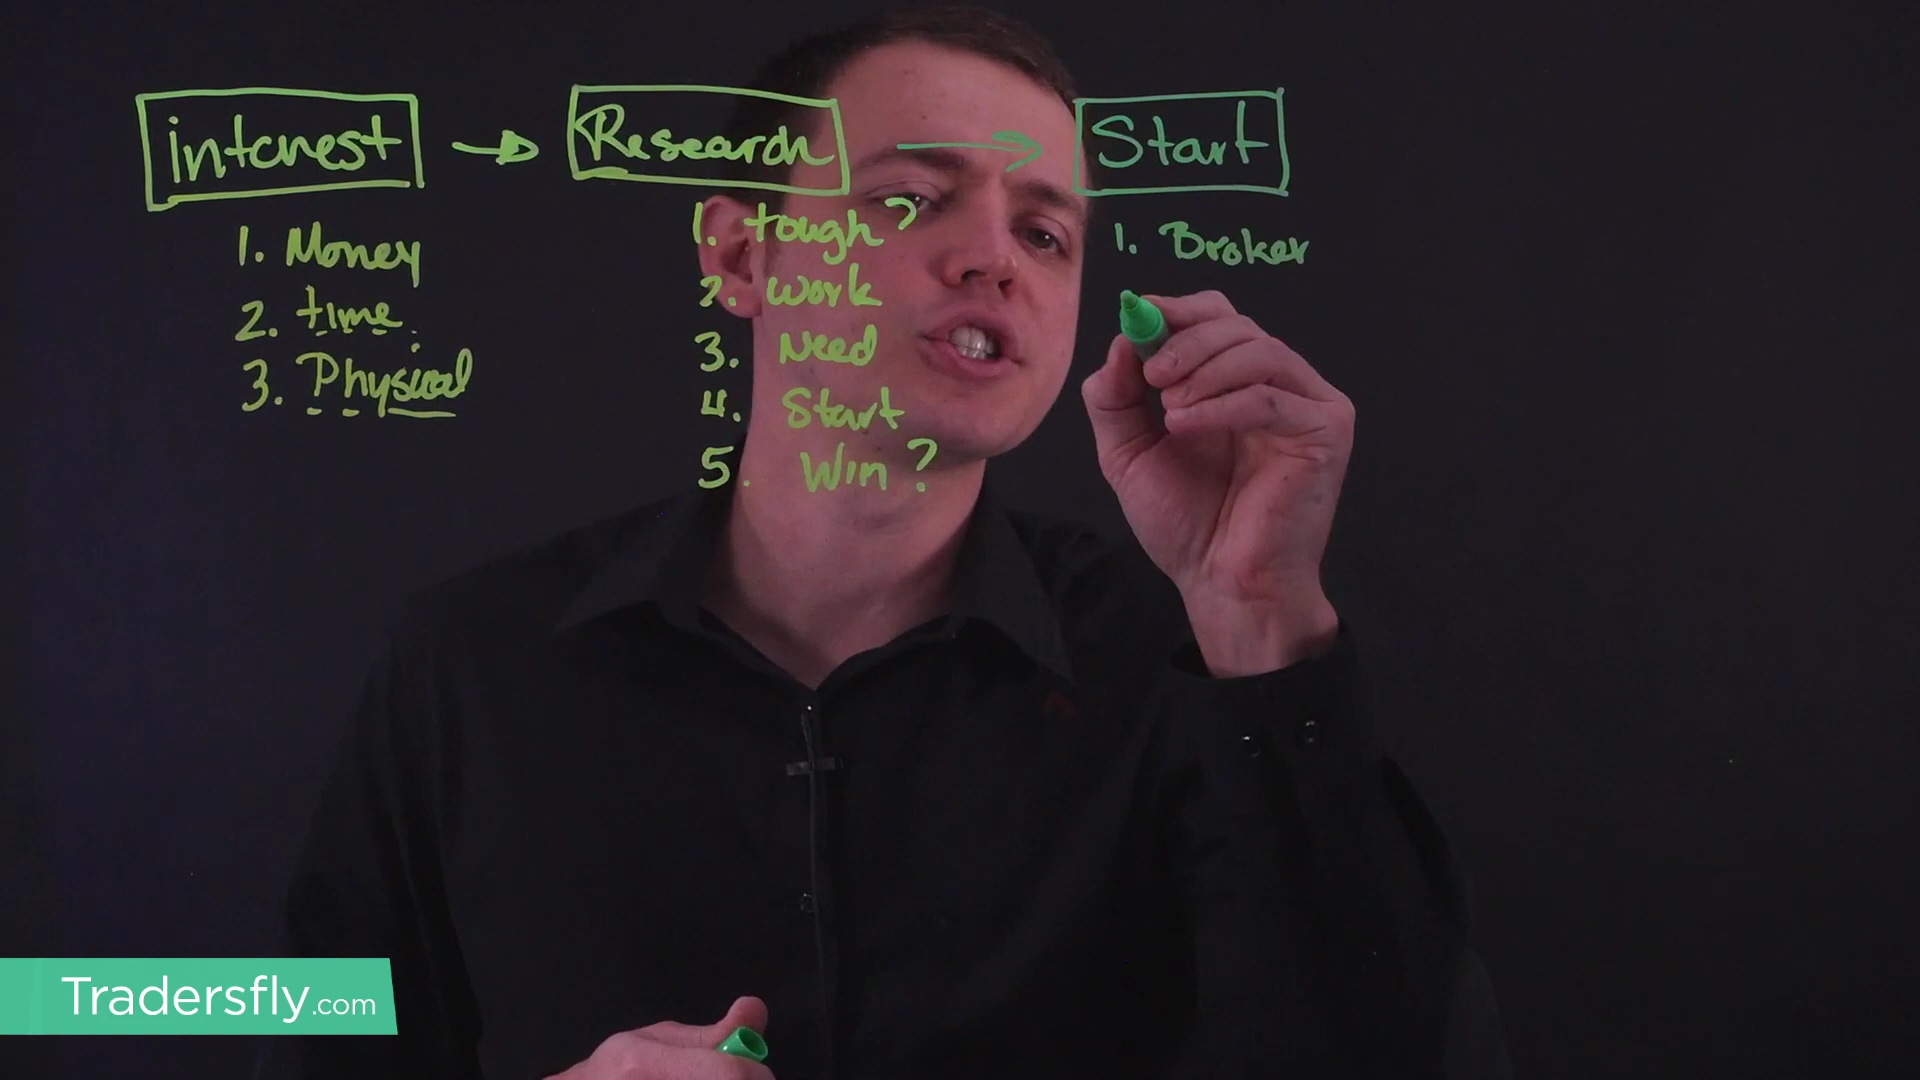 interest → Research → Start
1. Money
2. time
3. Physical
1. tough?
2. Work
3. Need
4. Start
5. Win?
1. Broker
Tradersfly.com